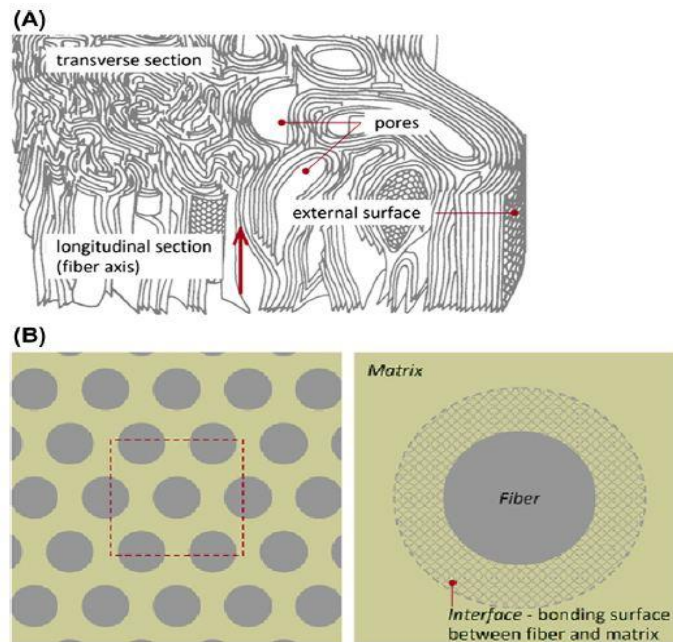 (A)
transverse section
pores
external surface
longitudinal section
(fiber axis)
(B)
Matrix
Fiber
Interface - bonding surface
between fiber and matrix